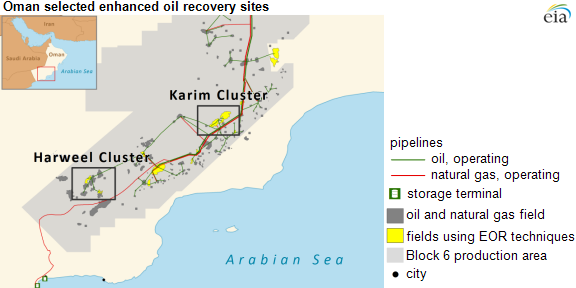 Oman selected enhanced oil recovery sites
eia
Iran
Saudi Arabia
Oman
Arabian Sea
Karim Cluster
Harweel Cluster
Arabian Sea
pipelines
oil, operating
natural gas, operating
storage terminal
oil and natural gas field
fields using EOR techniques
Block 6 production area
city